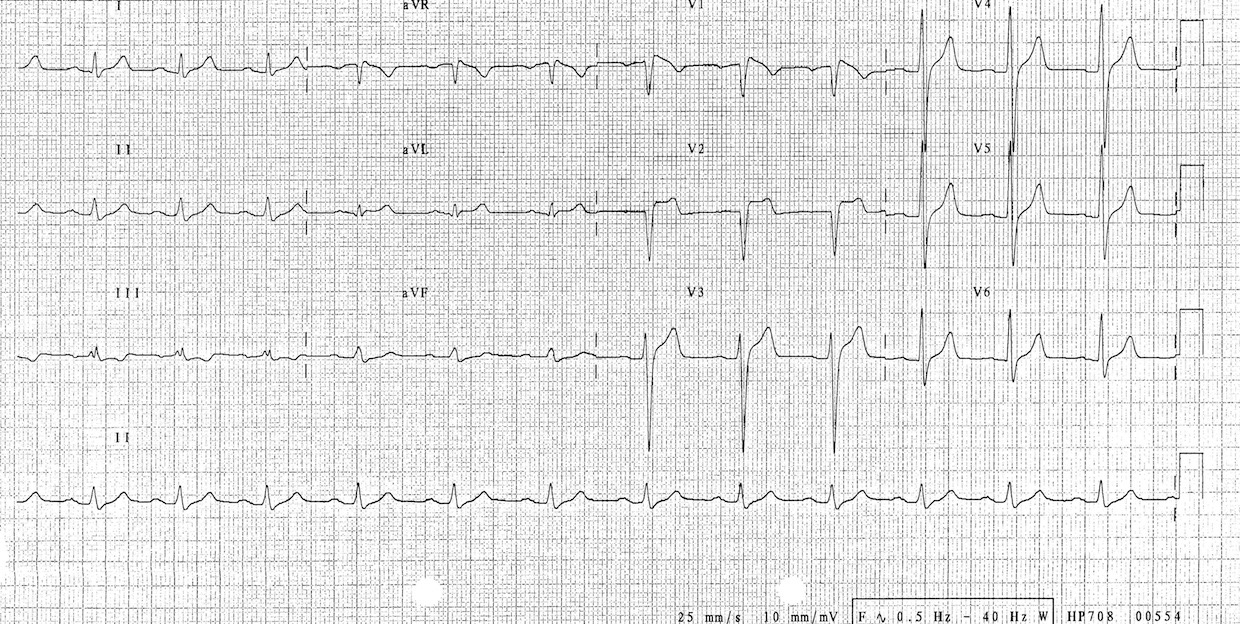 I aVR V1 V4
II aVL V2 V5
III aVF V3 V6
II
25 mm/s 10 mm/mV F ∿ 0.5 Hz - 40 Hz W HP708 00554